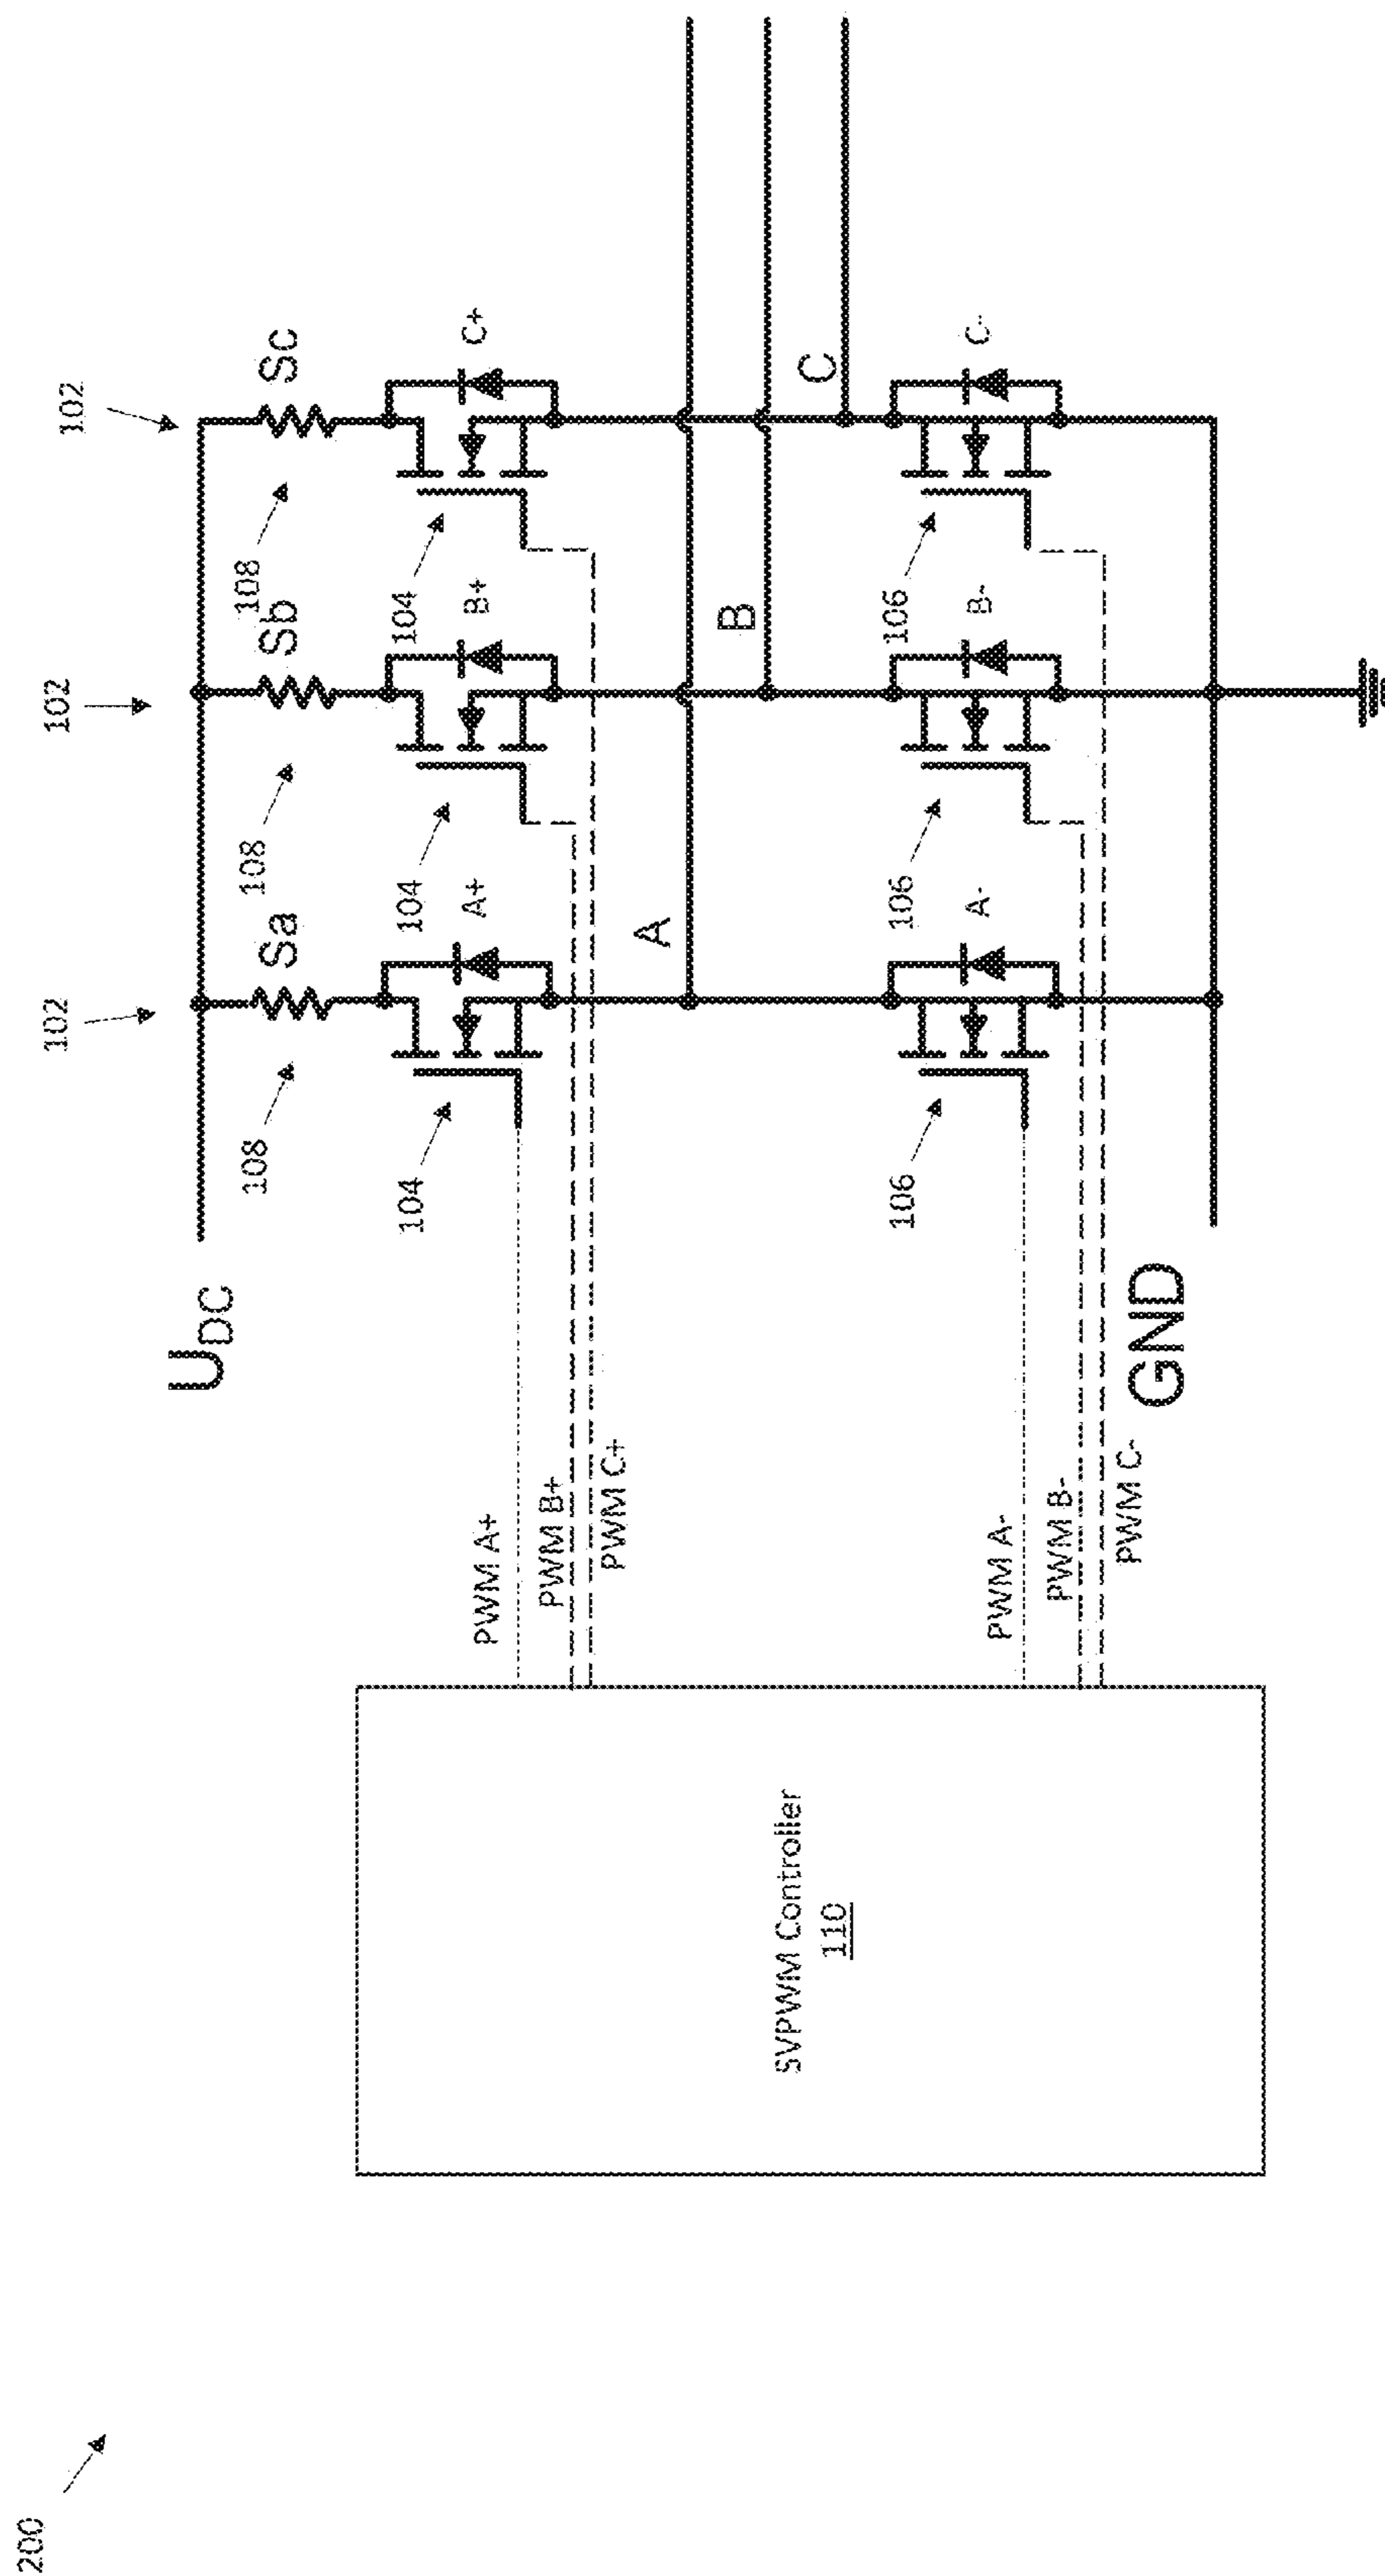 200
102
102
102
U_DC
Sa
Sb
Sc
108
108
108
104
104
104
A+
B+
C+
PWM A+
PWM B+
PWM C+
A
B
C
SVPWM Controller
110
106
106
106
A-
B-
C-
PWM A-
PWM B-
PWM C-
GND